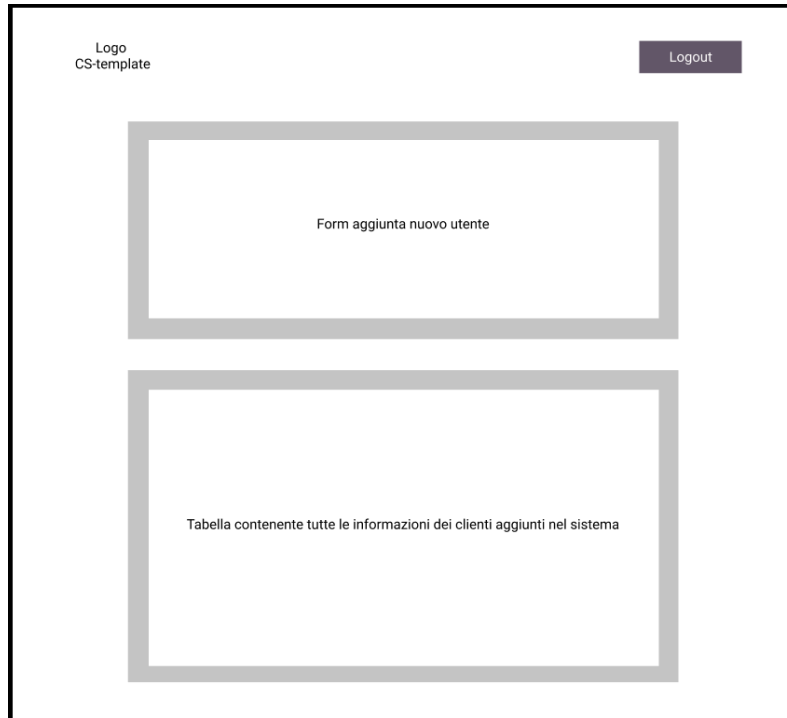 Logo
CS-template
Logout
Form aggiunta nuovo utente
Tabella contenente tutte le informazioni dei clienti aggiunti nel sistema